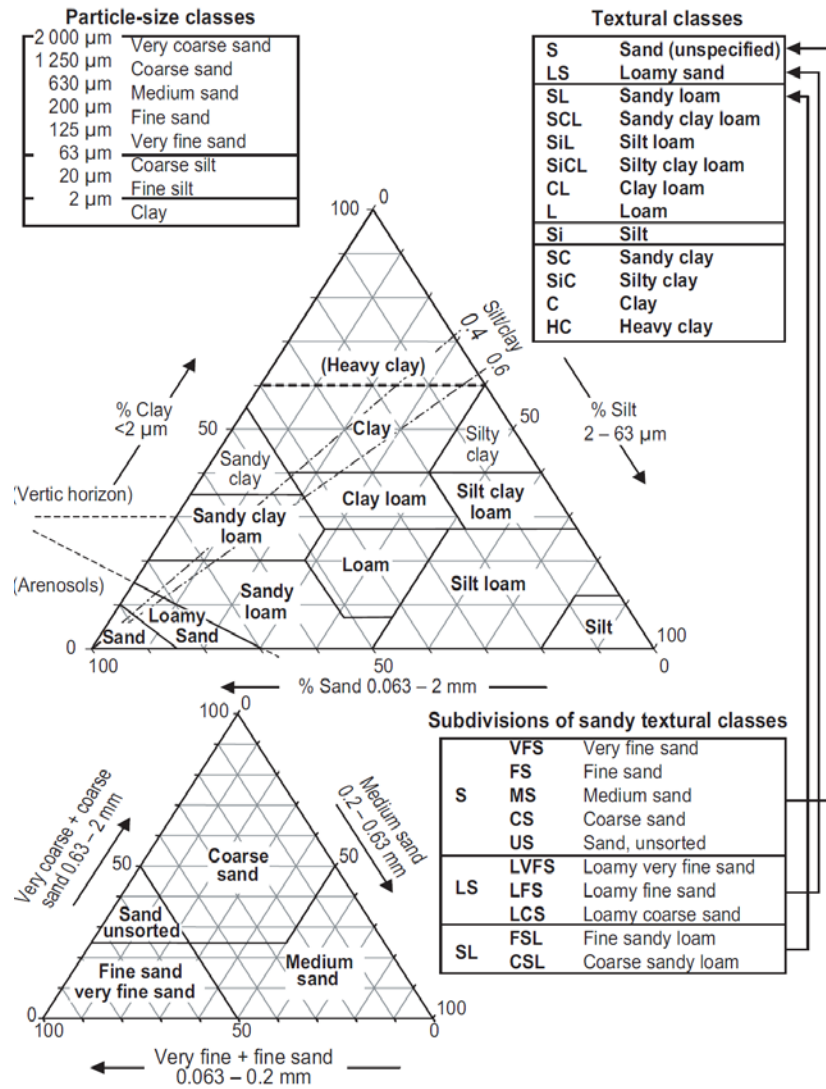 Particle-size classes
2 000 µm Very coarse sand
1 250 µm Coarse sand
630 µm Medium sand
200 µm Fine sand
125 µm Very fine sand
63 µm Coarse silt
20 µm Fine silt
2 µm Clay
Textural classes
S Sand (unspecified)
LS Loamy sand
SL Sandy loam
SCL Sandy clay loam
SiL Silt loam
SiCL Silty clay loam
CL Clay loam
L Loam
Si Silt
SC Sandy clay
SiC Silty clay
C Clay
HC Heavy clay
100 0
Silt/clay
0.4
0.6
(Heavy clay)
% Clay
<2 µm
% Silt
2 – 63 µm
50 50
Clay
Silty
clay
Sandy
clay
(Vertic horizon)
Clay loam
Silt clay
loam
Sandy clay
loam
(Arenosols)
Loam
Sandy
loam
Silt loam
Loamy
Sand
Sand
Silt
0 100
100 50 0
% Sand 0.063 – 2 mm
100 0
Very coarse + coarse
sand 0.63 – 2 mm
Medium sand
0.2 – 0.63 mm
50 50
Coarse
sand
Sand
unsorted
Fine sand
very fine sand
Medium
sand
0 100
100 50 0
Very fine + fine sand
0.063 – 0.2 mm
Subdivisions of sandy textural classes
S
VFS Very fine sand
FS Fine sand
MS Medium sand
CS Coarse sand
US Sand, unsorted
LS
LVFS Loamy very fine sand
LFS Loamy fine sand
LCS Loamy coarse sand
SL
FSL Fine sandy loam
CSL Coarse sandy loam